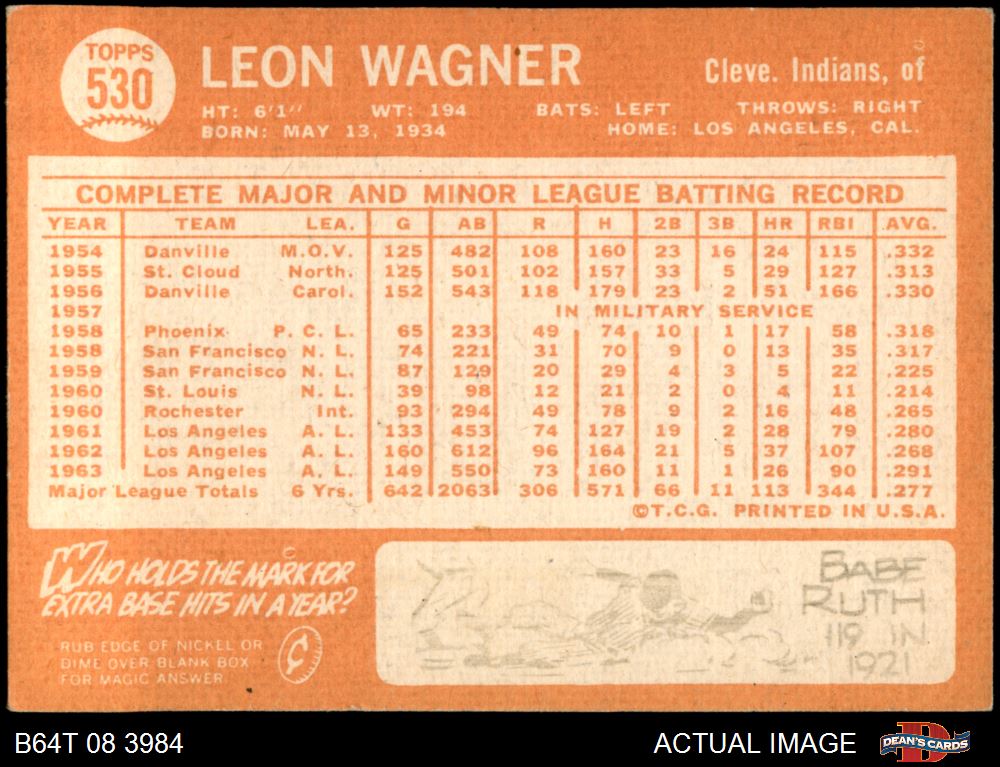 TOPPS
530
LEON WAGNER
Cleve. Indians, of
HT: 6'1" WT: 194 BATS: LEFT THROWS: RIGHT
BORN: MAY 13, 1934 HOME: LOS ANGELES, CAL.
COMPLETE MAJOR AND MINOR LEAGUE BATTING RECORD
YEAR TEAM LEA. G AB R H 2B 3B HR RBI AVG.
1954 Danville M.O.V. 125 482 108 160 23 16 24 115 .332
1955 St. Cloud North. 125 501 102 157 33 5 29 127 .313
1956 Danville Carol. 152 543 118 179 23 2 51 166 .330
1957 IN MILITARY SERVICE
1958 Phoenix P. C. L. 65 233 49 74 10 1 17 58 .318
1958 San Francisco N. L. 74 221 31 70 9 0 13 35 .317
1959 San Francisco N. L. 87 129 20 29 4 3 5 22 .225
1960 St. Louis N. L. 39 98 12 21 2 0 4 11 .214
1960 Rochester Int. 93 294 49 78 9 2 16 48 .265
1961 Los Angeles A. L. 133 453 74 127 19 2 28 79 .280
1962 Los Angeles A. L. 160 612 96 164 21 5 37 107 .268
1963 Los Angeles A. L. 149 550 73 160 11 1 26 90 .291
Major League Totals 6 Yrs. 642 2063 306 571 66 11 113 344 .277
©T.C.G. PRINTED IN U.S.A.
WHO HOLDS THE MARK FOR
EXTRA BASE HITS IN A YEAR?
RUB EDGE OF NICKEL OR
DIME OVER BLANK BOX
FOR MAGIC ANSWER.
¢
BABE
RUTH
119 IN
1921
B64T 08 3984
ACTUAL IMAGE
D
DEAN'S CARDS